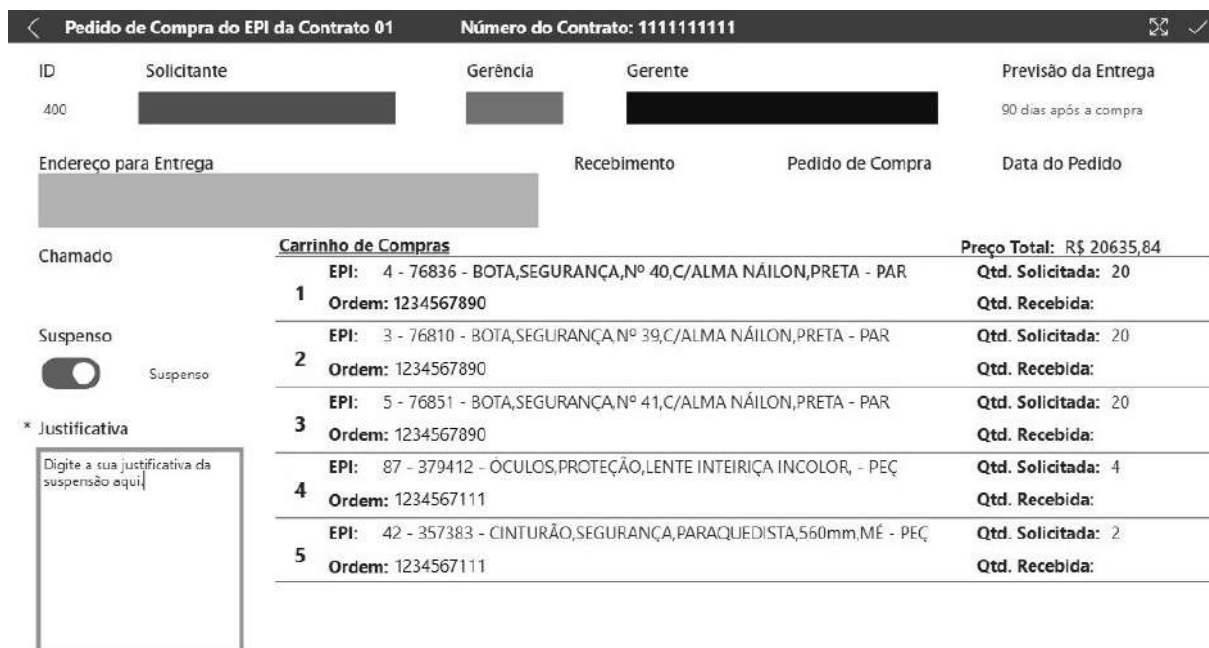 Pedido de Compra do EPI da Contrato 01 Número do Contrato: 1111111111
ID Solicitante Gerência Gerente Previsão da Entrega
400 90 dias após a compra
Endereço para Entrega Recebimento Pedido de Compra Data do Pedido
Chamado
Carrinho de Compras Preço Total: R$ 20635,84
1
EPI: 4 - 76836 - BOTA,SEGURANÇA,Nº 40,C/ALMA NÁILON,PRETA - PAR Qtd. Solicitada: 20
Ordem: 1234567890 Qtd. Recebida:
2
EPI: 3 - 76810 - BOTA,SEGURANÇA,Nº 39,C/ALMA NÁILON,PRETA - PAR Qtd. Solicitada: 20
Ordem: 1234567890 Qtd. Recebida:
3
EPI: 5 - 76851 - BOTA,SEGURANÇA,Nº 41,C/ALMA NÁILON,PRETA - PAR Qtd. Solicitada: 20
Ordem: 1234567890 Qtd. Recebida:
4
EPI: 87 - 379412 - ÓCULOS,PROTEÇÃO,LENTE INTEIRIÇA INCOLOR, - PEÇ Qtd. Solicitada: 4
Ordem: 1234567111 Qtd. Recebida:
5
EPI: 42 - 357383 - CINTURÃO,SEGURANÇA,PARAQUEDISTA,560mm,MÉ - PEÇ Qtd. Solicitada: 2
Ordem: 1234567111 Qtd. Recebida:
Suspenso
Suspenso
* Justificativa
Digite a sua justificativa da
suspensão aqui.